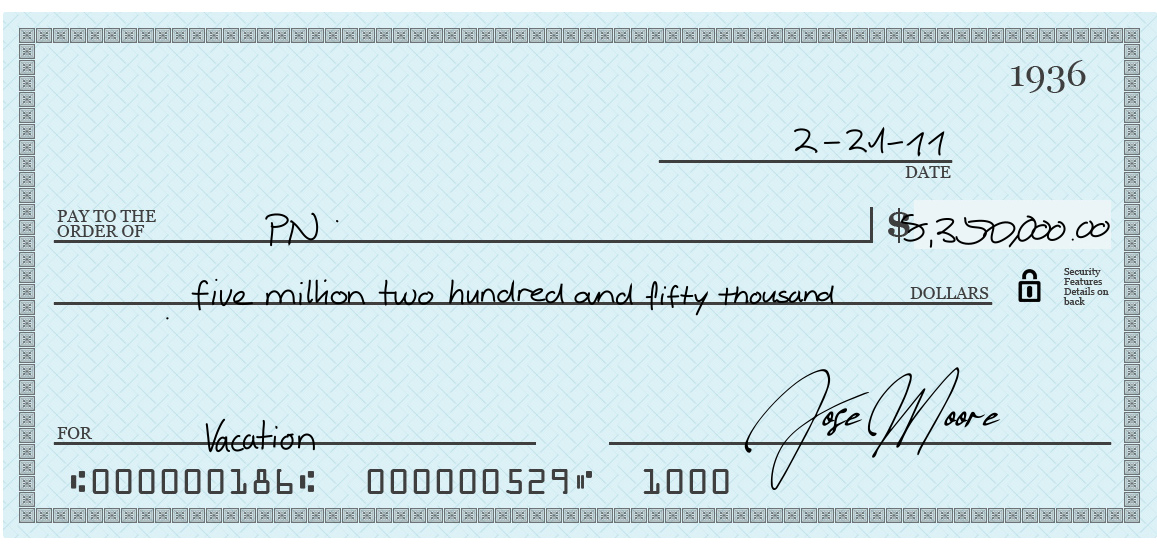 1936
2-21-11
DATE
PAY TO THE
ORDER OF PN
$5,350,000.00
five million two hundred and fifty thousand DOLLARS
Security
Features
Details on
back
FOR Vacation
Jose Moore
⑆000000186⑆ 000000529⑈ 1000